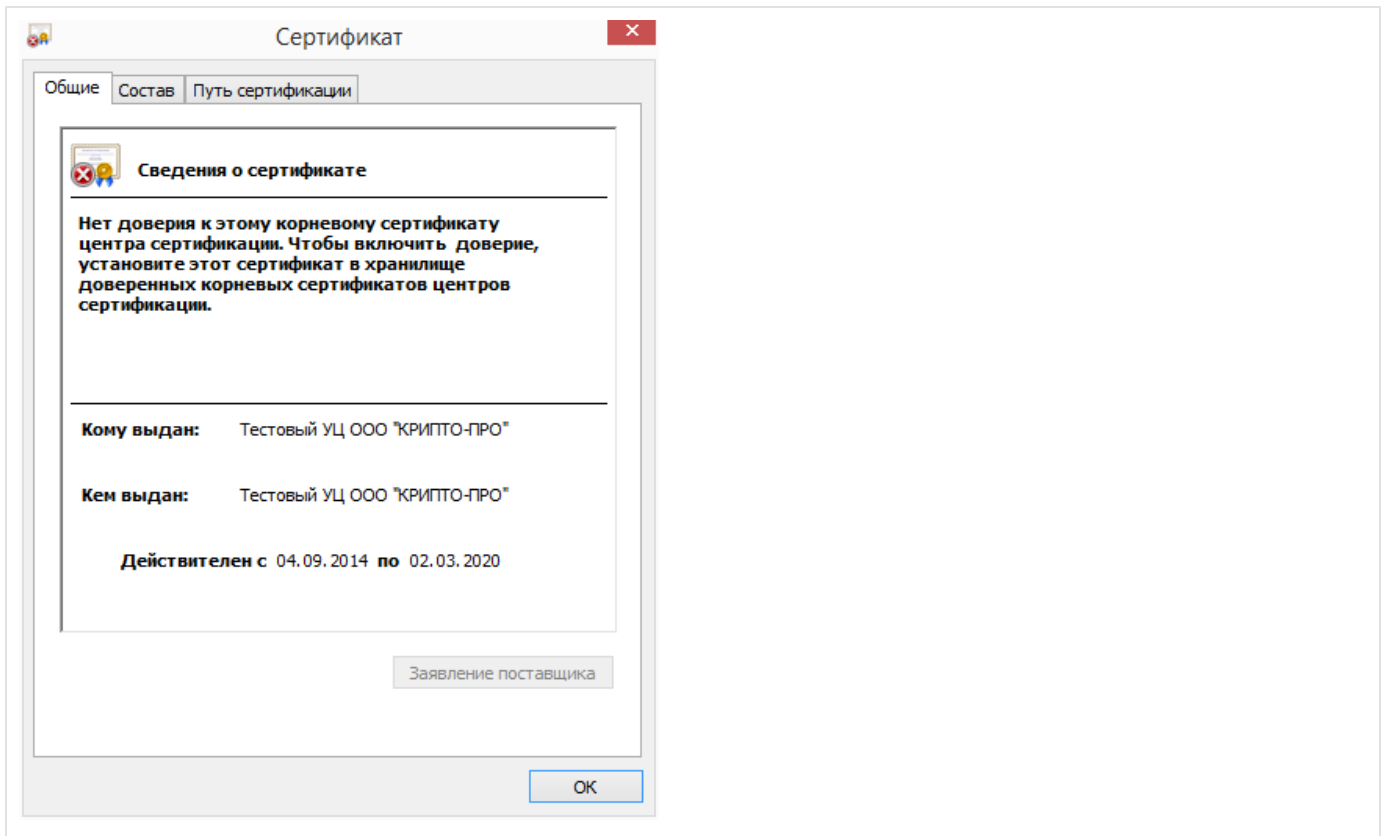 Сертификат
Общие Состав Путь сертификации
Сведения о сертификате
Нет доверия к этому корневому сертификату
центра сертификации. Чтобы включить доверие,
установите этот сертификат в хранилище
доверенных корневых сертификатов центров
сертификации.
Кому выдан: Тестовый УЦ ООО "КРИПТО-ПРО"
Кем выдан: Тестовый УЦ ООО "КРИПТО-ПРО"
Действителен с 04.09.2014 по 02.03.2020
Заявление поставщика
ОК